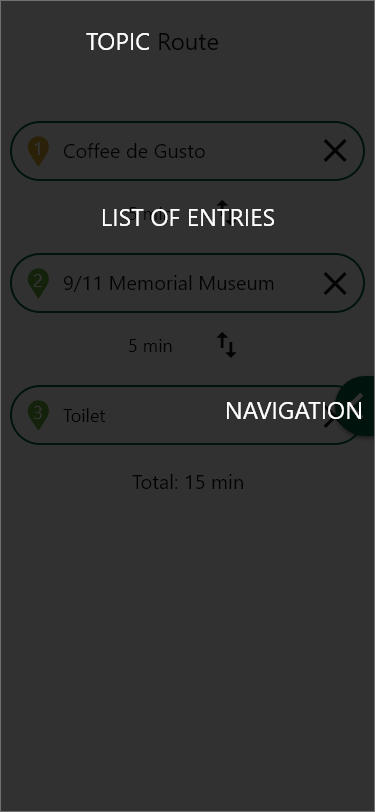 TOPIC Route
1 Coffee de Gusto
LIST OF ENTRIES
2 9/11 Memorial Museum
5 min
3 Toilet
NAVIGATION
Total: 15 min